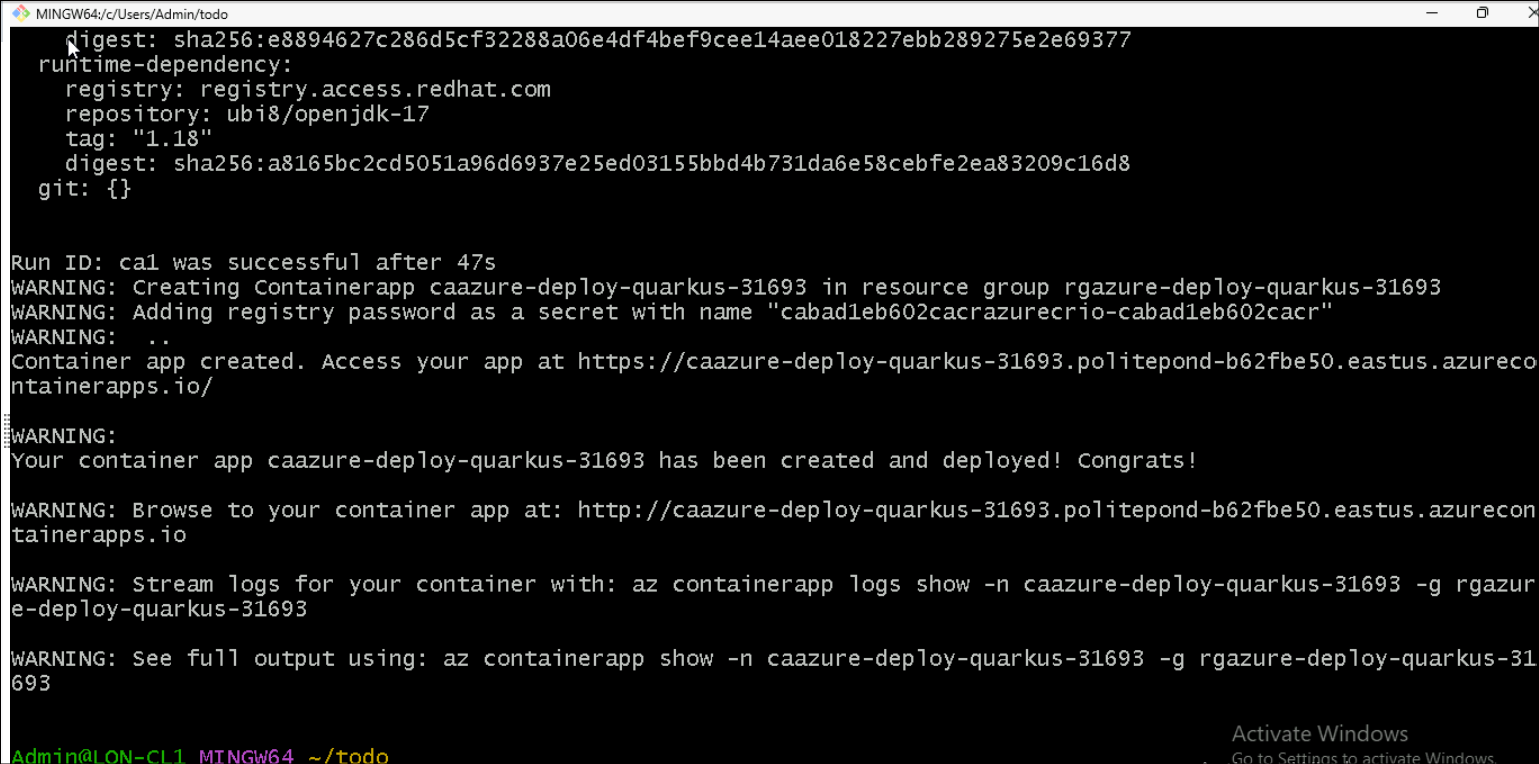 MINGW64:/c/Users/Admin/todo
digest: sha256:e8894627c286d5cf32288a06e4df4bef9cee14aee018227ebb289275e2e69377
runtime-dependency:
registry: registry.access.redhat.com
repository: ubi8/openjdk-17
tag: "1.18"
digest: sha256:a8165bc2cd5051a96d6937e25ed03155bbd4b731da6e58cebfe2ea83209c16d8
git: {}
Run ID: ca1 was successful after 47s
WARNING: Creating Containerapp caazure-deploy-quarkus-31693 in resource group rgazure-deploy-quarkus-31693
WARNING: Adding registry password as a secret with name "cabad1eb602cacrazurecrio-cabad1eb602cacr"
WARNING:  ..
Container app created. Access your app at https://caazure-deploy-quarkus-31693.politepond-b62fbe50.eastus.azureco
ntainerapps.io/
WARNING:
Your container app caazure-deploy-quarkus-31693 has been created and deployed! Congrats!
WARNING: Browse to your container app at: http://caazure-deploy-quarkus-31693.politepond-b62fbe50.eastus.azurecon
tainerapps.io
WARNING: Stream logs for your container with: az containerapp logs show -n caazure-deploy-quarkus-31693 -g rgazur
e-deploy-quarkus-31693
WARNING: See full output using: az containerapp show -n caazure-deploy-quarkus-31693 -g rgazure-deploy-quarkus-31
693
Activate Windows
Go to Settings to activate Windows.
Admin@LON-CL1 MINGW64 ~/todo